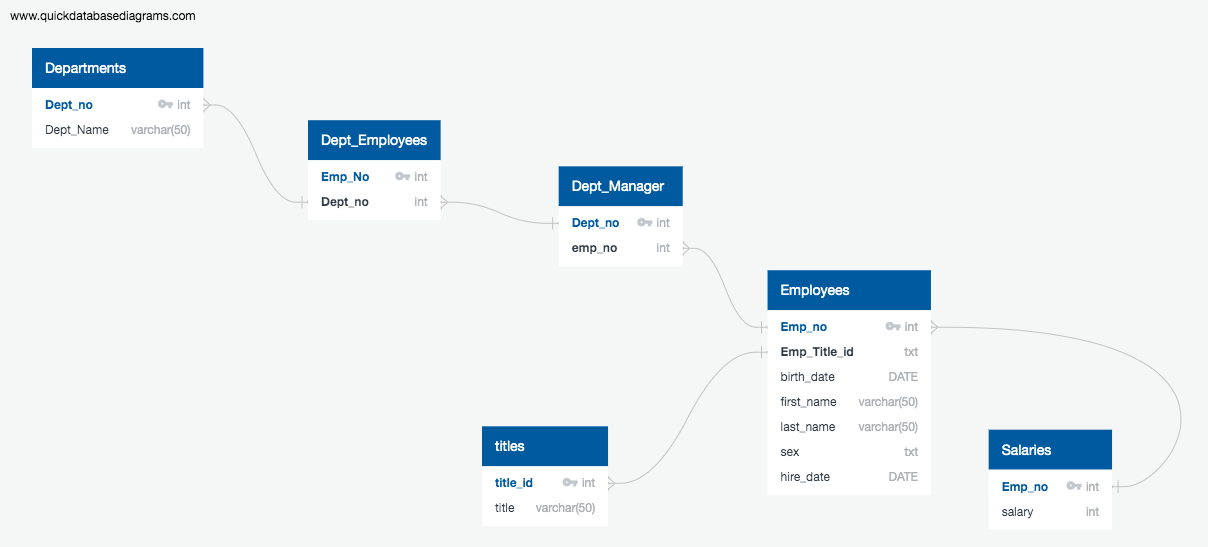 www.quickdatabasediagrams.com
Departments
Dept_no int
Dept_Name varchar(50)
Dept_Employees
Emp_No int
Dept_no int
Dept_Manager
Dept_no int
emp_no int
Employees
Emp_no int
Emp_Title_id txt
birth_date DATE
first_name varchar(50)
last_name varchar(50)
sex txt
hire_date DATE
titles
title_id int
title varchar(50)
Salaries
Emp_no int
salary int